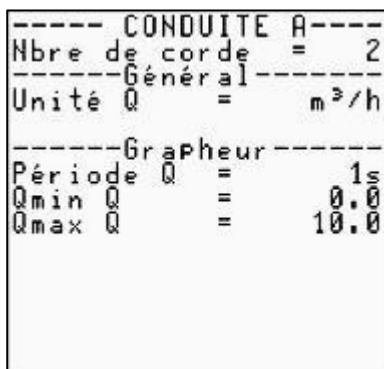 ----- CONDUITE A----
Nbre de corde = 2
------Général------
Unité Q = m³/h
------Grapheur------
Période Q = 1s
Qmin Q = 0.0
Qmax Q = 10.0